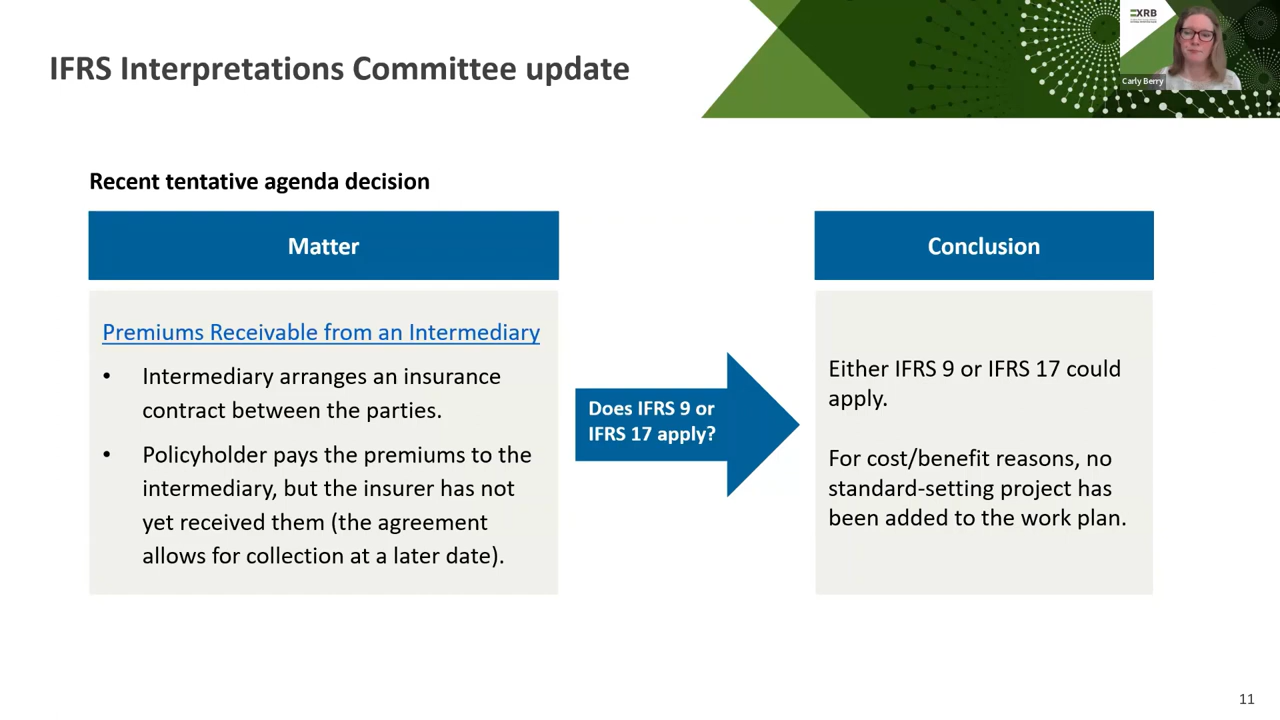 IFRS Interpretations Committee update
XRB
Carly Berry
Recent tentative agenda decision
Matter
Premiums Receivable from an Intermediary
• Intermediary arranges an insurance
contract between the parties.
• Policyholder pays the premiums to the
intermediary, but the insurer has not
yet received them (the agreement
allows for collection at a later date).
Does IFRS 9 or
IFRS 17 apply?
Conclusion
Either IFRS 9 or IFRS 17 could
apply.
For cost/benefit reasons, no
standard-setting project has
been added to the work plan.
11